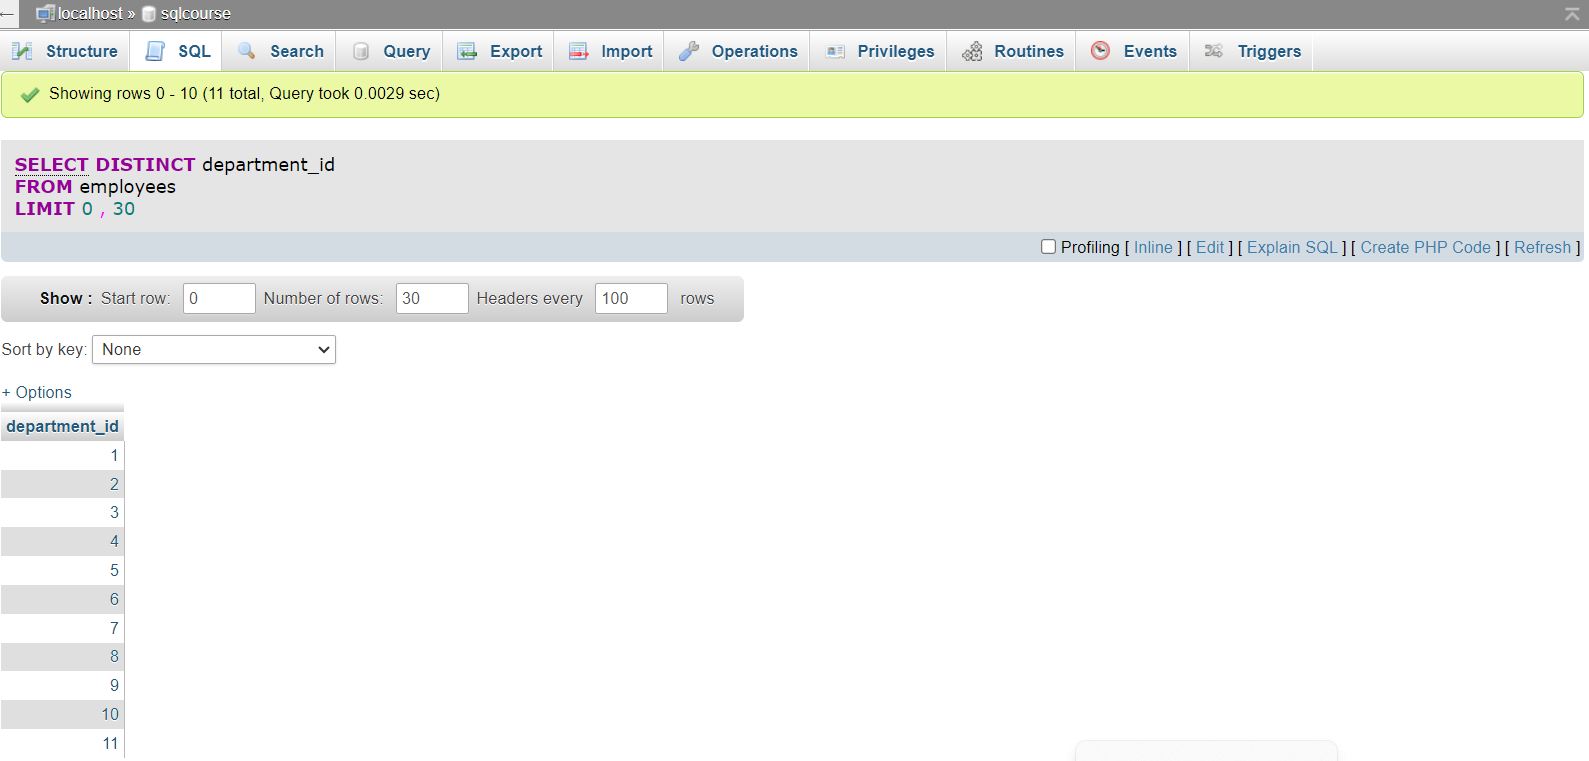 ← localhost » sqlcourse
Structure SQL Search Query Export Import Operations Privileges Routines Events Triggers
Showing rows 0 - 10 (11 total, Query took 0.0029 sec)
SELECT DISTINCT department_id
FROM employees
LIMIT 0 , 30
Profiling [ Inline ] [ Edit ] [ Explain SQL ] [ Create PHP Code ] [ Refresh ]
Show : Start row: 0 Number of rows: 30 Headers every 100 rows
Sort by key: None
+ Options
department_id
1
2
3
4
5
6
7
8
9
10
11